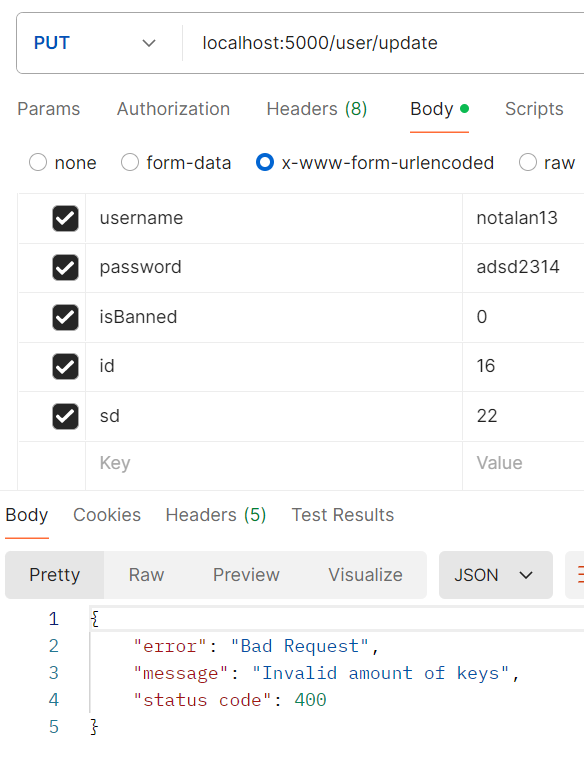 PUT localhost:5000/user/update
Params Authorization Headers (8) Body Scripts
none form-data x-www-form-urlencoded raw
username notalan13
password adsd2314
isBanned 0
id 16
sd 22
Key Value
Body Cookies Headers (5) Test Results
Pretty Raw Preview Visualize JSON
1 {
2 "error": "Bad Request",
3 "message": "Invalid amount of keys",
4 "status code": 400
5 }